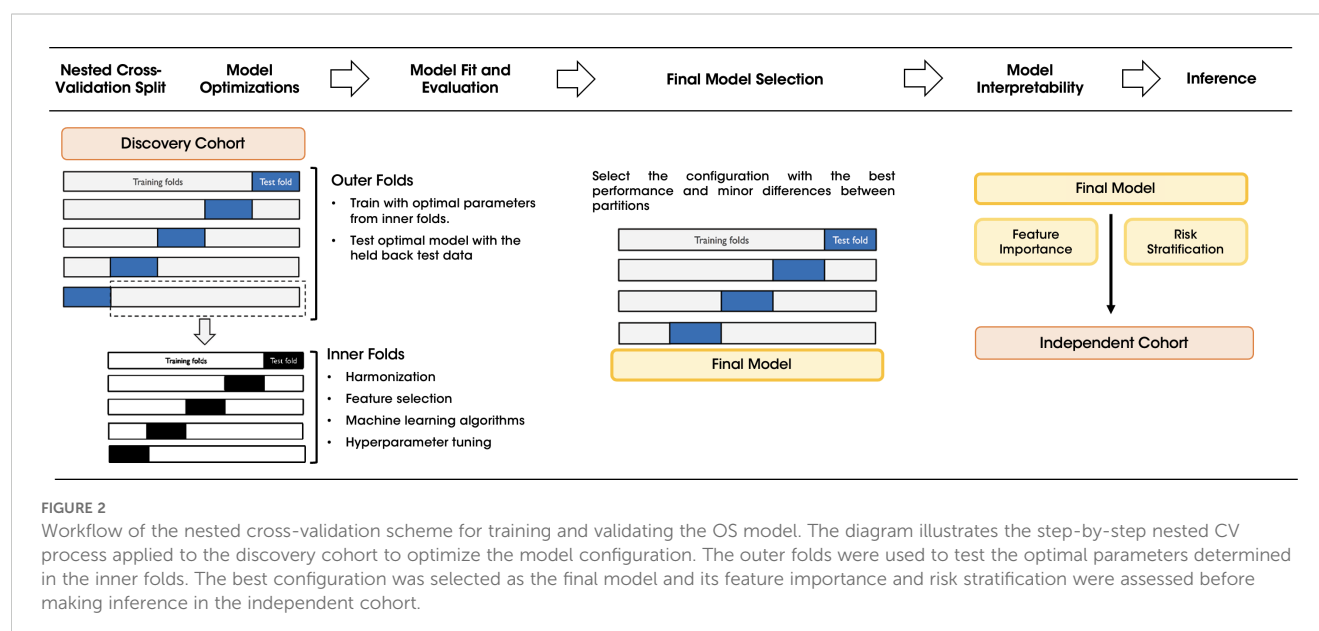 Nested Cross-
Validation Split
Model
Optimizations
Model Fit and
Evaluation
Final Model Selection
Model
Interpretability
Inference
Discovery Cohort
Training folds
Test fold
Outer Folds
• Train with optimal parameters
from inner folds.
• Test optimal model with the
held back test data
Training folds
Test fold
Inner Folds
• Harmonization
• Feature selection
• Machine learning algorithms
• Hyperparameter tuning
Select the configuration with the best
performance and minor differences between
partitions
Training folds
Test fold
Final Model
Final Model
Feature
Importance
Risk
Stratification
Independent Cohort
FIGURE 2
Workflow of the nested cross-validation scheme for training and validating the OS model. The diagram illustrates the step-by-step nested CV
process applied to the discovery cohort to optimize the model configuration. The outer folds were used to test the optimal parameters determined
in the inner folds. The best configuration was selected as the final model and its feature importance and risk stratification were assessed before
making inference in the independent cohort.